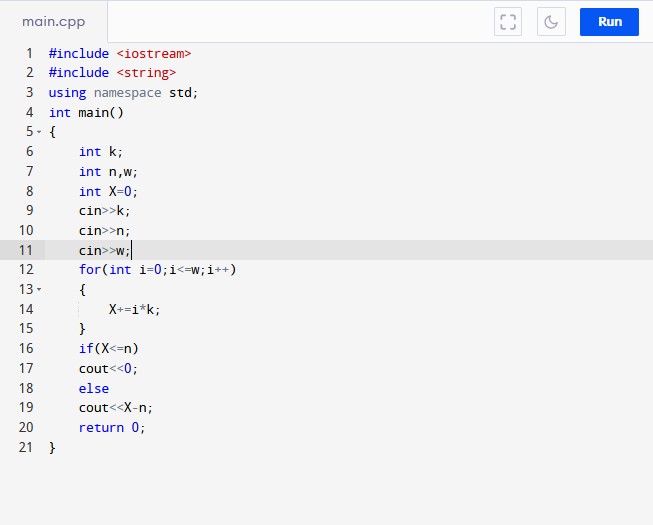 main.cpp
Run
1 #include <iostream>
2 #include <string>
3 using namespace std;
4 int main()
5 {
6 int k;
7 int n,w;
8 int X=0;
9 cin>>k;
10 cin>>n;
11 cin>>w;
12 for(int i=0;i<=w;i++)
13 {
14 X+=i*k;
15 }
16 if(X<=n)
17 cout<<0;
18 else
19 cout<<X-n;
20 return 0;
21 }